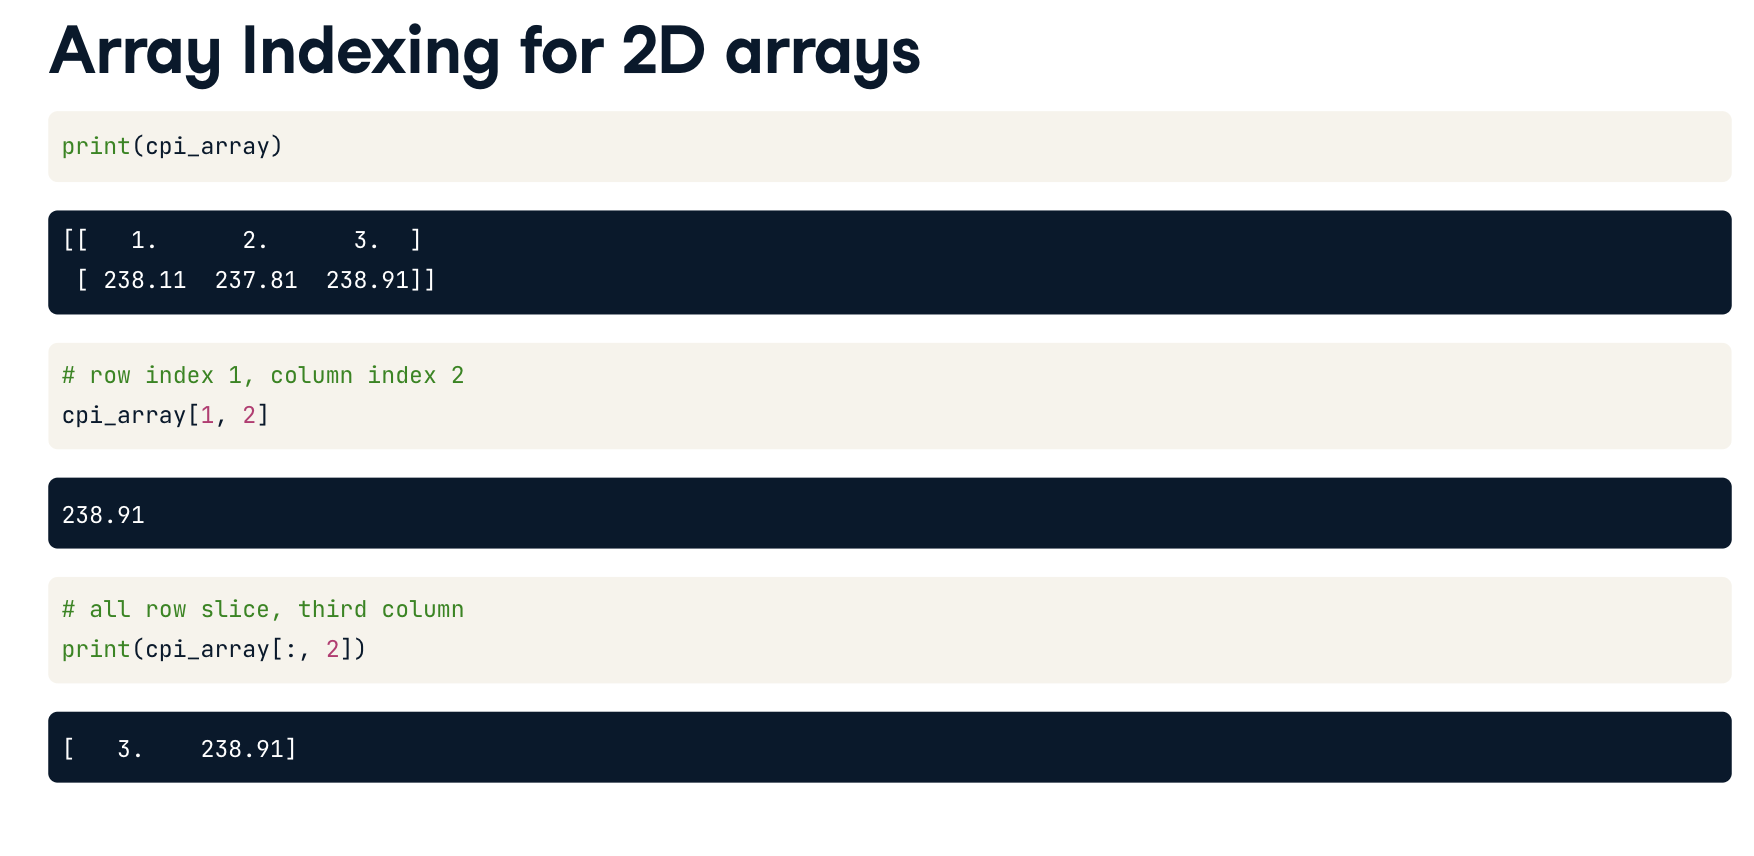 Array Indexing for 2D arrays
print(cpi_array)
[[   1.      2.      3.  ]
 [ 238.11  237.81  238.91]]
# row index 1, column index 2
cpi_array[1, 2]
238.91
# all row slice, third column
print(cpi_array[:, 2])
[   3.    238.91]